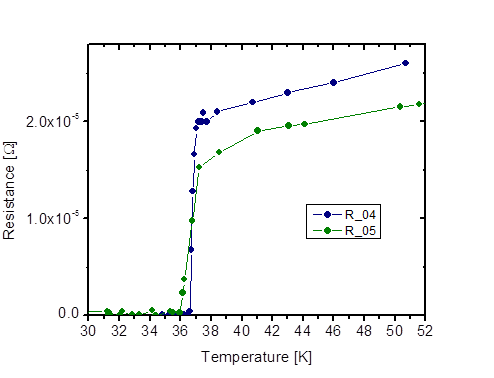 2.0x10⁻⁵
1.0x10⁻⁵
0.0
Resistance [Ω]
R_04
R_05
30 32 34 36 38 40 42 44 46 48 50 52
Temperature [K]